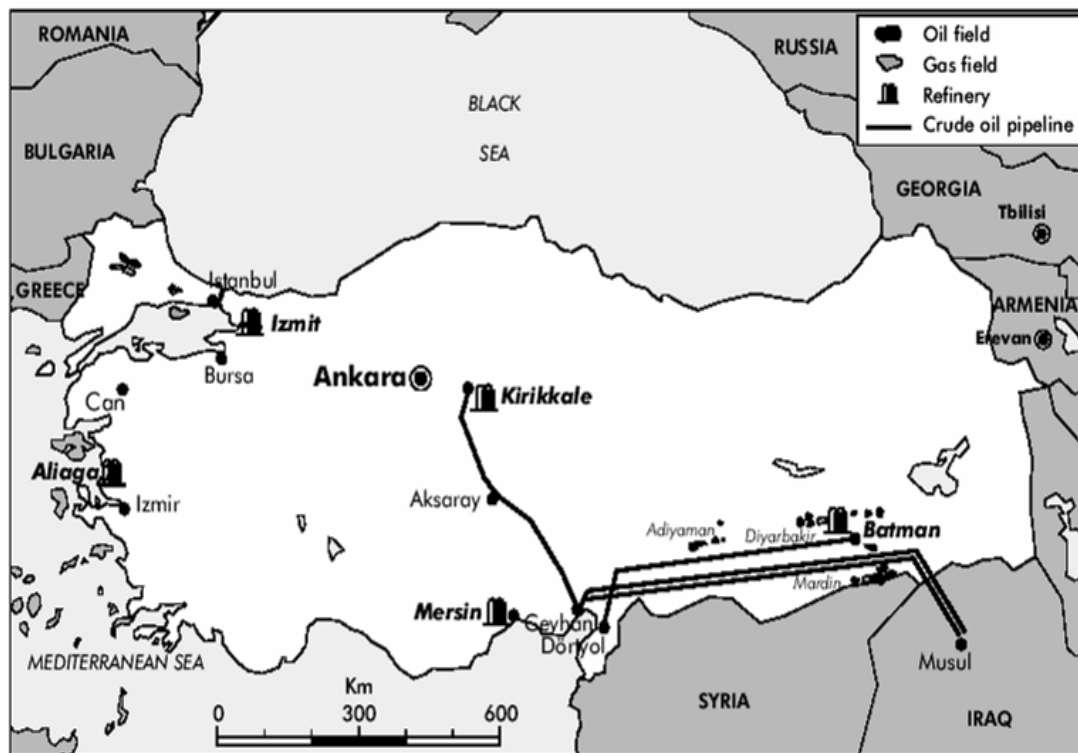 ROMANIA
RUSSIA
Oil field
Gas field
Refinery
Crude oil pipeline
BLACK
SEA
BULGARIA
GEORGIA
Tbilisi
GREECE
Istanbul
Izmit
ARMENIA
Erevan
Bursa
Ankara
Can
Kirikkale
Aliaga
Izmir
Aksaray
Adiyaman
Diyarbakir
Batman
Mardin
Mersin
Ceyhan
Dörtyol
MEDITERRANEAN SEA
Musul
Km
SYRIA
IRAQ
0 300 600